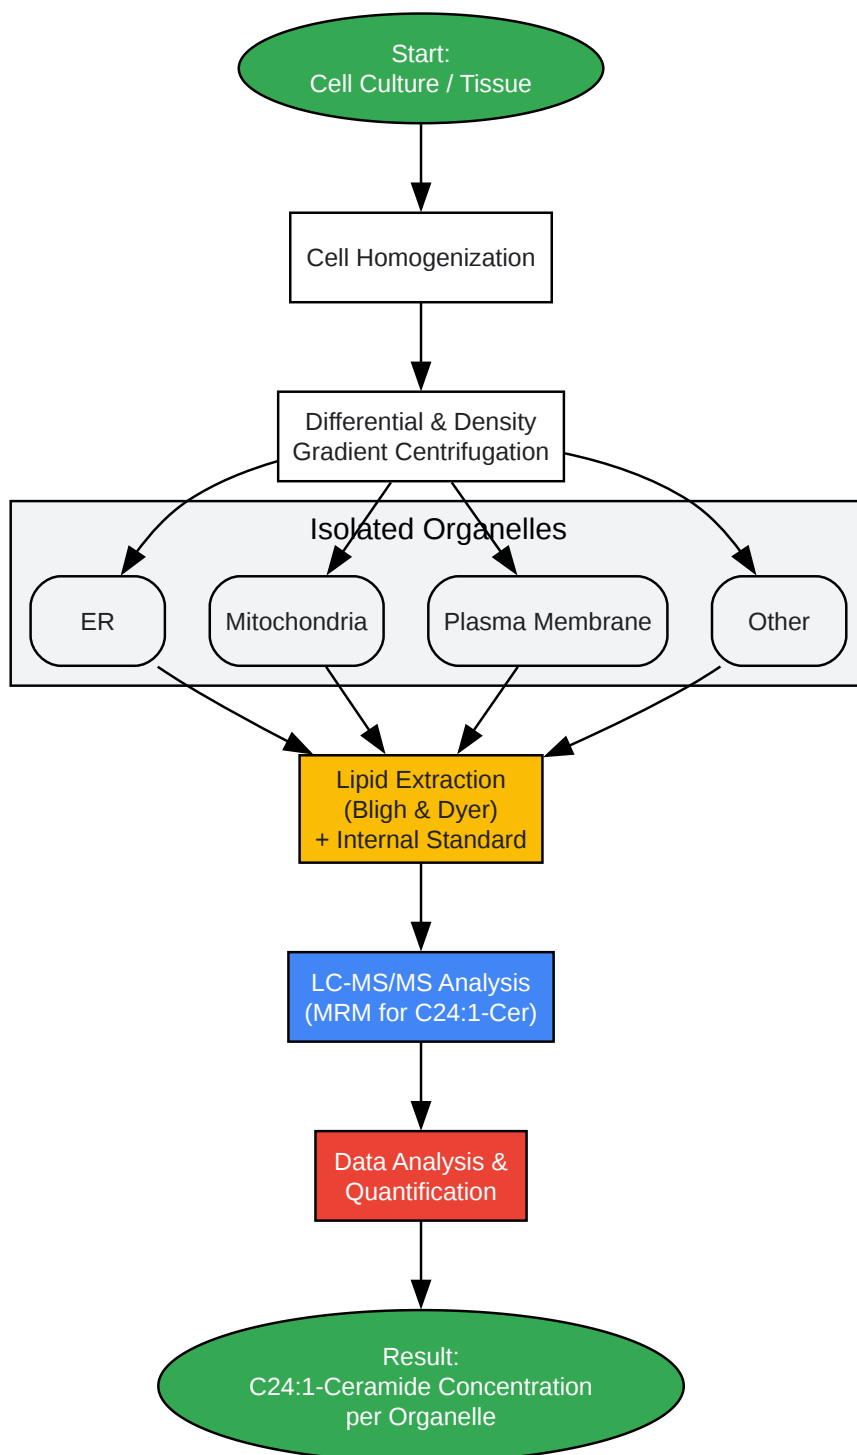 Start:
Cell Culture / Tissue
Cell Homogenization
Differential & Density
Gradient Centrifugation
Isolated Organelles
ER
Mitochondria
Plasma Membrane
Other
Lipid Extraction
(Bligh & Dyer)
+ Internal Standard
LC-MS/MS Analysis
(MRM for C24:1-Cer)
Data Analysis &
Quantification
Result:
C24:1-Ceramide Concentration
per Organelle